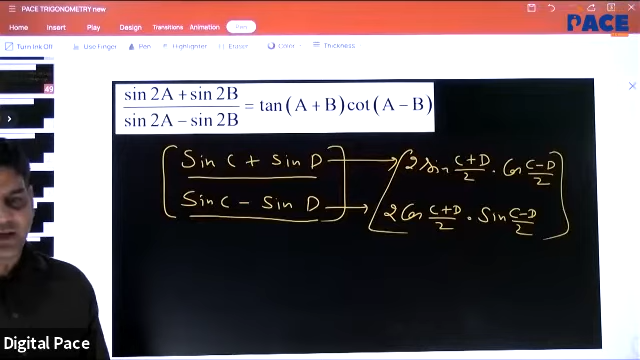 PACE TRIGONOMETRY new
PACE
Home Insert Play Design Transitions Animation Pen
Turn Ink Off Use Finger Pen Highlighter Eraser Color Thickness
49
sin 2A + sin 2B / sin 2A − sin 2B = tan(A + B)cot(A − B)
Sin C + Sin D → 2 sin C+D/2 . Cos C−D/2
Sin C − Sin D → 2 Cos C+D/2 . Sin C−D/2
Digital Pace